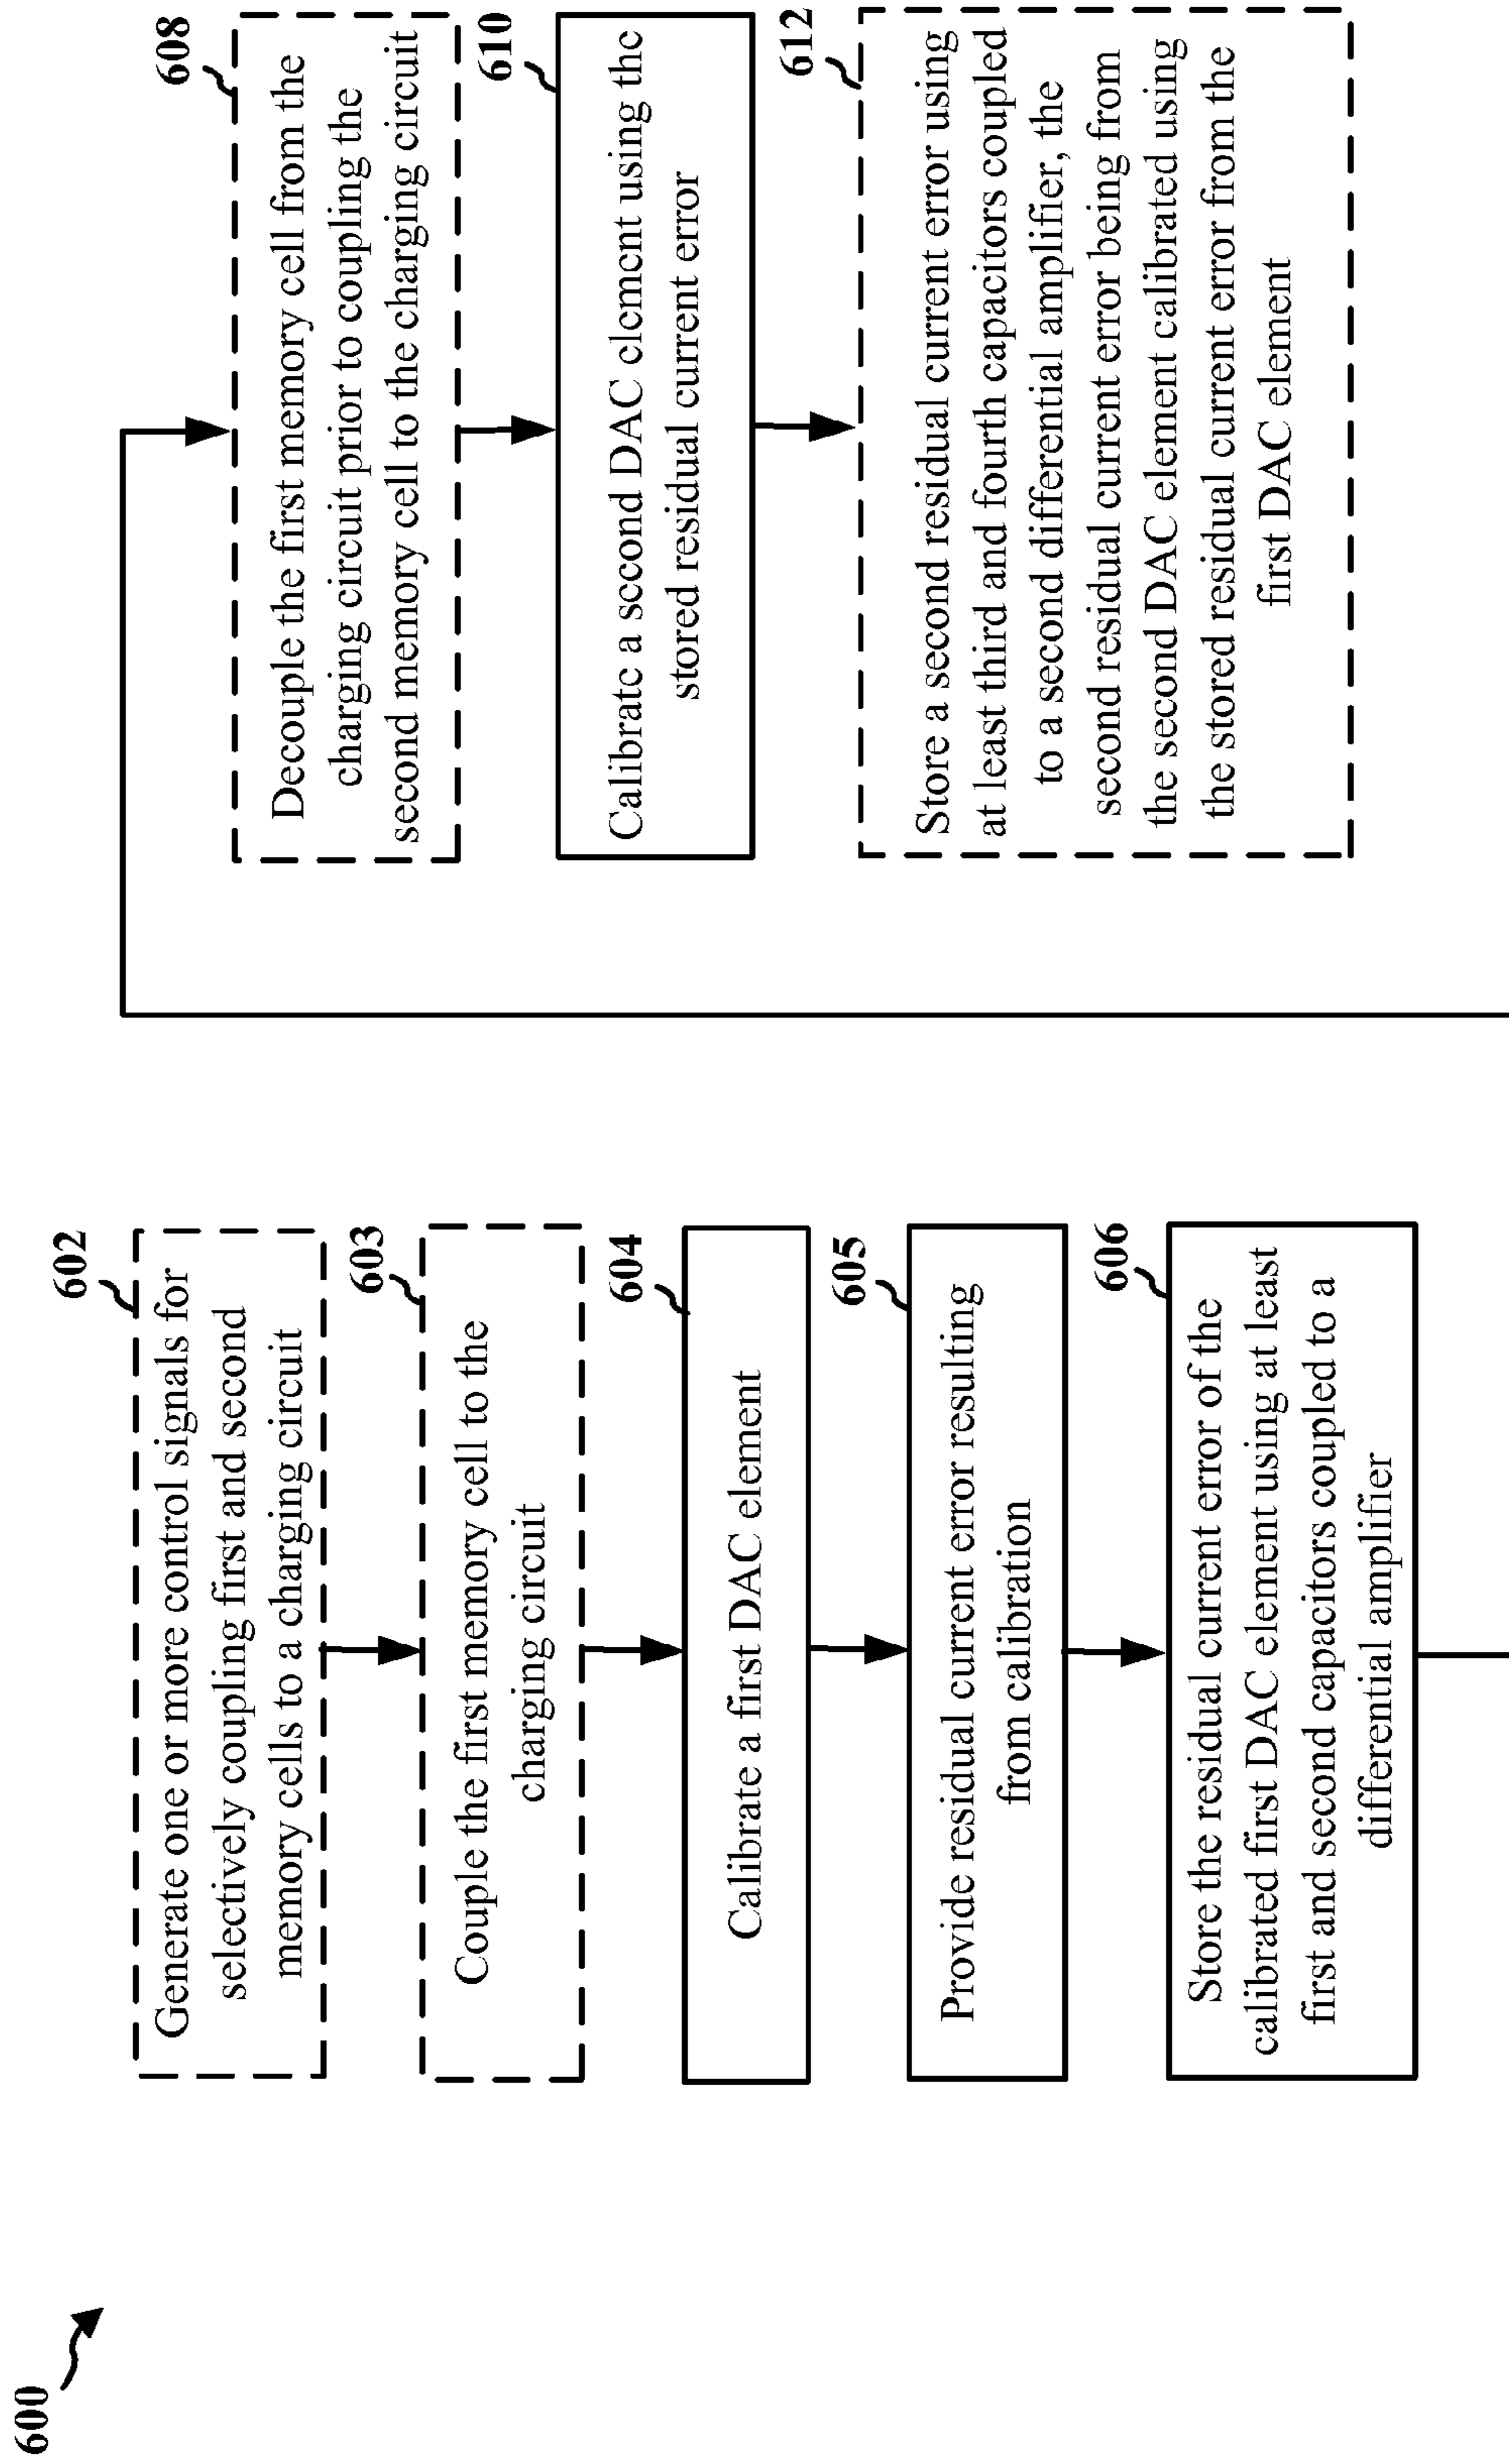 600
602
Generate one or more control signals for
selectively coupling first and second
memory cells to a charging circuit
603
Couple the first memory cell to the
charging circuit
604
Calibrate a first DAC element
605
Provide residual current error resulting
from calibration
606
Store the residual current error of the
calibrated first DAC element using at least
first and second capacitors coupled to a
differential amplifier
608
Decouple the first memory cell from the
charging circuit prior to coupling the
second memory cell to the charging circuit
610
Calibrate a second DAC element using the
stored residual current error
612
Store a second residual current error using
at least third and fourth capacitors coupled
to a second differential amplifier, the
second residual current error being from
the second DAC element calibrated using
the stored residual current error from the
first DAC element